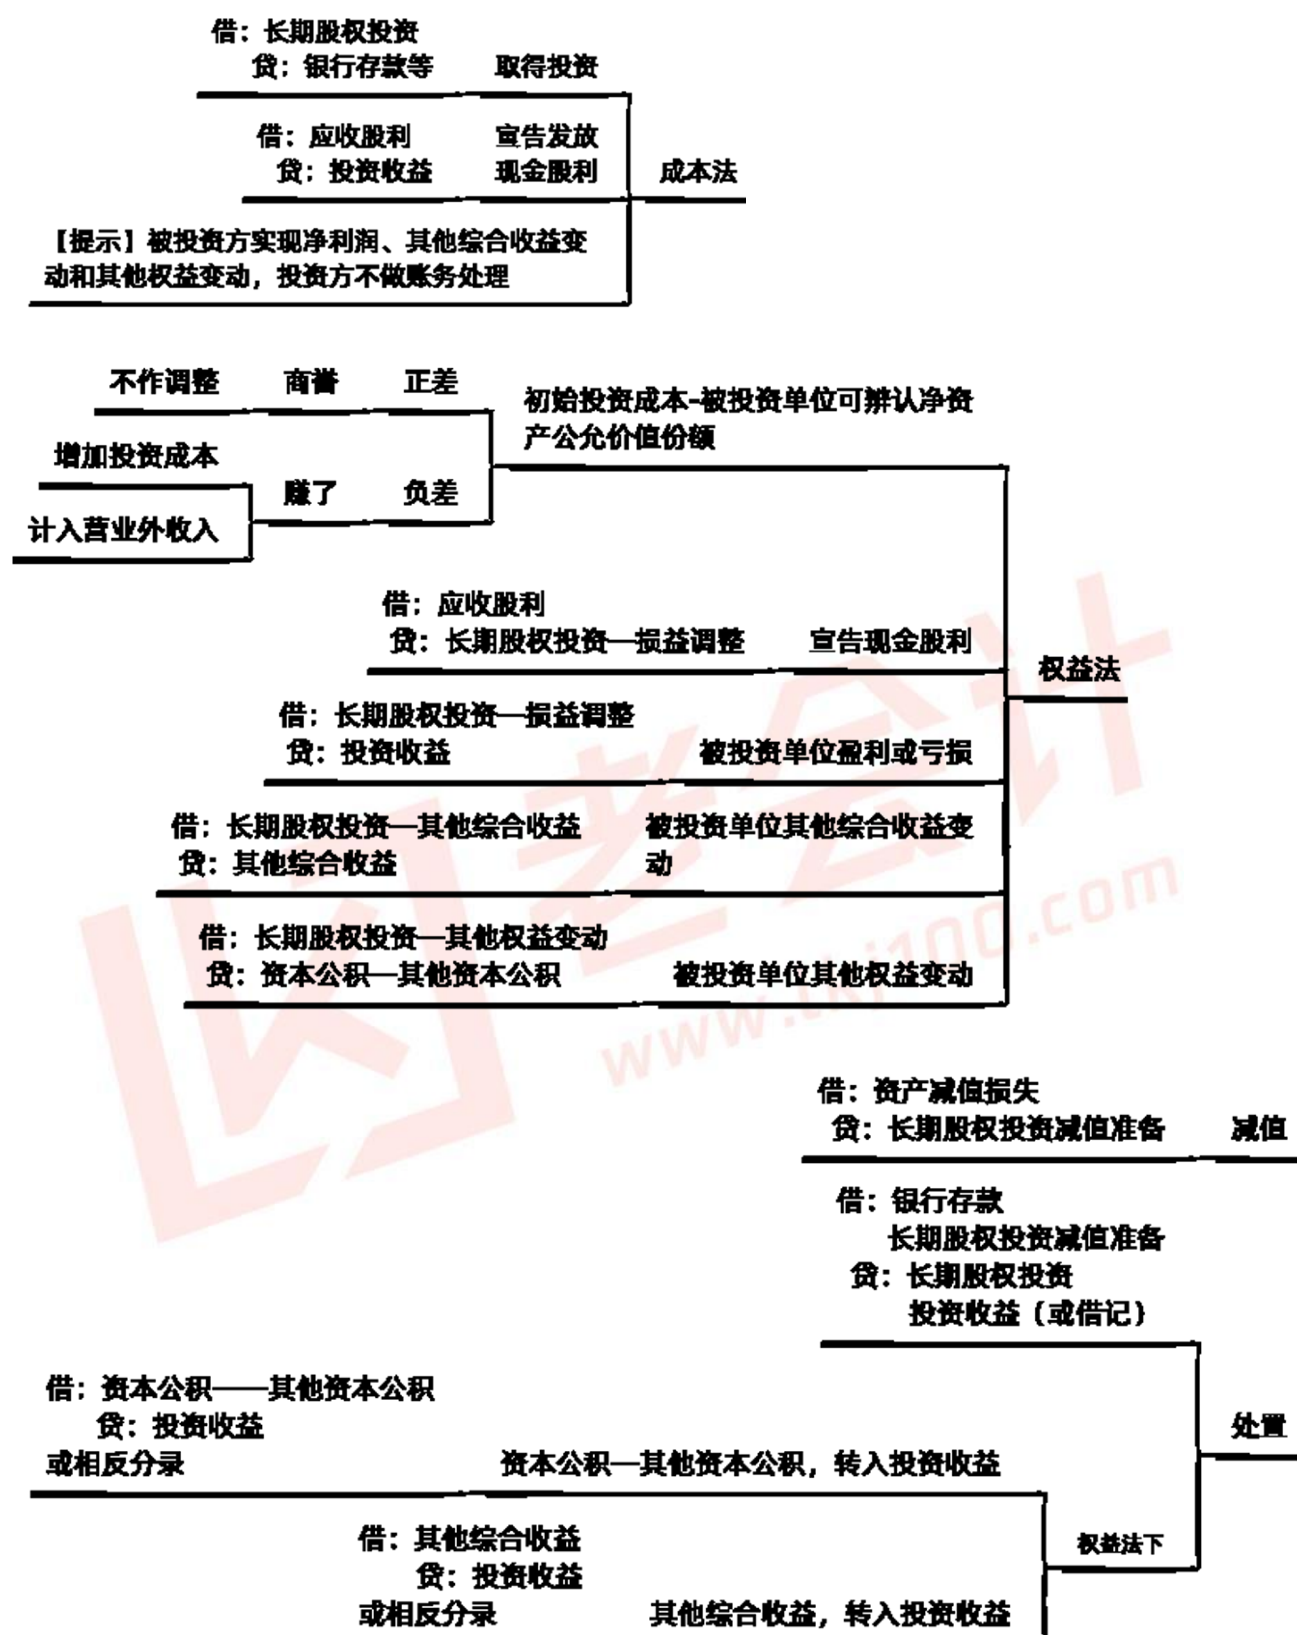 借：长期股权投资
贷：银行存款等
取得投资
借：应收股利
贷：投资收益
宣告发放
现金股利
成本法
【提示】被投资方实现净利润、其他综合收益变
动和其他权益变动，投资方不做账务处理
不作调整
商誉
正差
初始投资成本-被投资单位可辨认净资
产公允价值份额
增加投资成本
赚了
负差
计入营业外收入
借：应收股利
贷：长期股权投资—损益调整
宣告现金股利
权益法
借：长期股权投资—损益调整
贷：投资收益
被投资单位盈利或亏损
借：长期股权投资—其他综合收益
贷：其他综合收益
被投资单位其他综合收益变
动
借：长期股权投资—其他权益变动
贷：资本公积—其他资本公积
被投资单位其他权益变动
借：资产减值损失
贷：长期股权投资减值准备
减值
借：银行存款
长期股权投资减值准备
贷：长期股权投资
投资收益（或借记）
处置
借：资本公积——其他资本公积
贷：投资收益
或相反分录
资本公积—其他资本公积，转入投资收益
权益法下
借：其他综合收益
贷：投资收益
或相反分录
其他综合收益，转入投资收益